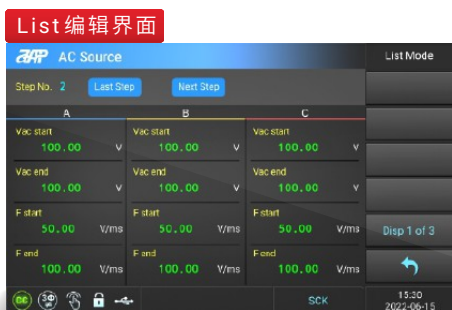 List编辑界面
AC Source
List Mode
Step No. 2 Last Step Next Step
A B C
Vac start Vac start Vac start
100.00 V 100.00 V 100.00 V
Vac end Vac end Vac end
100.00 V 100.00 V 100.00 V
F start F start F start
50.00 V/ms 50.00 V/ms 50.00 V/ms
Disp 1 of 3
F end F end F end
100.00 V/ms 100.00 V/ms 100.00 V/ms
3Φ
SCK
15:30
2022-06-15